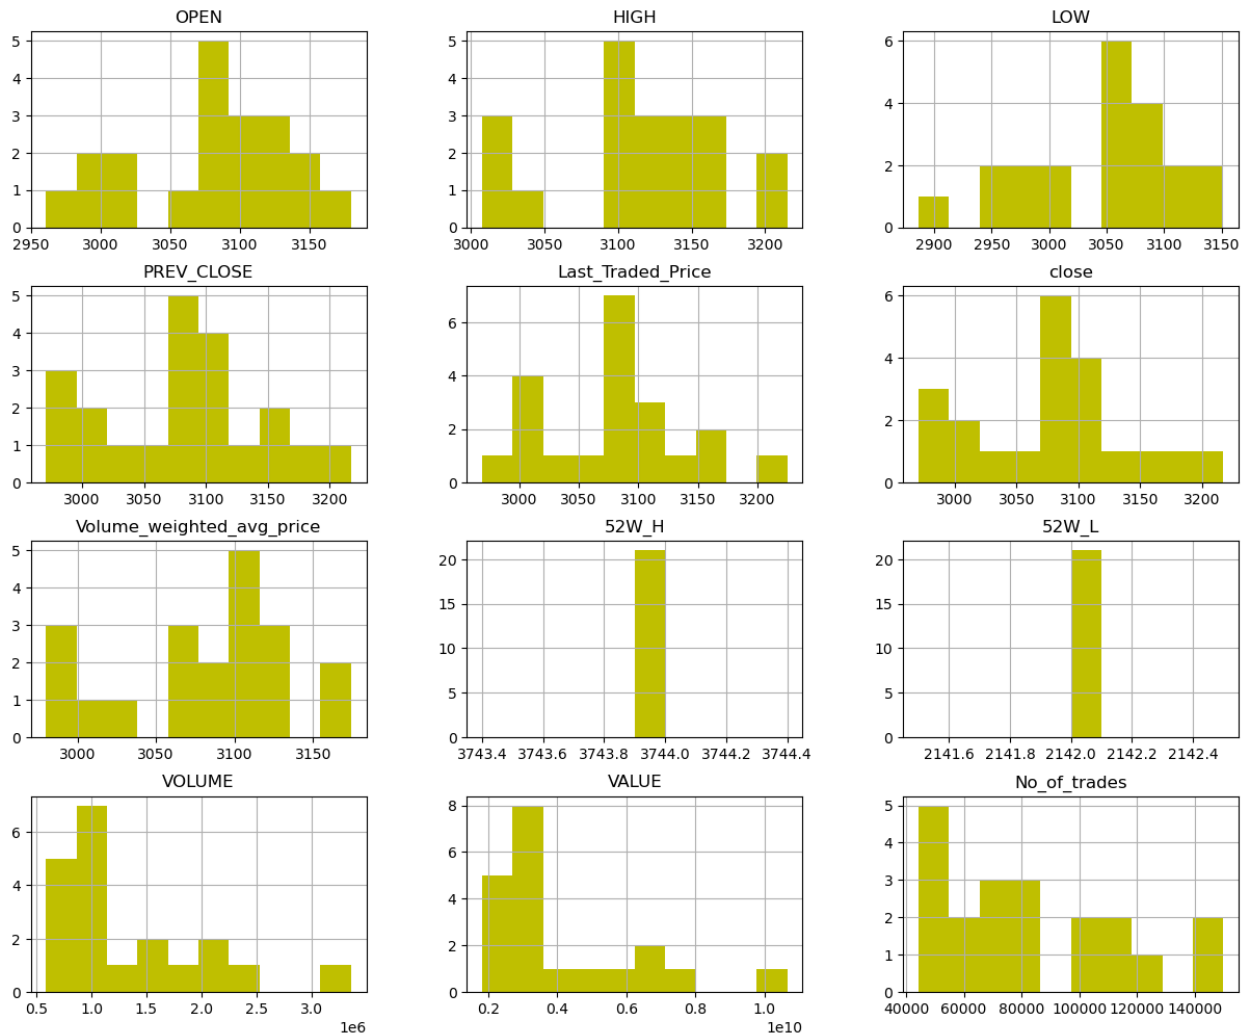 OPEN
5
4
3
2
1
0
2950 3000 3050 3100 3150
HIGH
5
4
3
2
1
0
3000 3050 3100 3150 3200
LOW
6
4
2
0
2900 2950 3000 3050 3100 3150
PREV_CLOSE
5
4
3
2
1
0
3000 3050 3100 3150 3200
Last_Traded_Price
6
4
2
0
3000 3050 3100 3150 3200
close
6
4
2
0
3000 3100 3200
Volume_weighted_avg_price
5
4
3
2
1
0
3000 3050 3100 3150
52W_H
20
15
10
5
0
3743.4 3743.6 3743.8 3744.0 3744.2 3744.4
52W_L
20
15
10
5
0
2141.6 2141.8 2142.0 2142.2 2142.4
VOLUME
6
4
2
0
0.5 1.0 1.5 2.0 2.5 3.0
1e6
VALUE
8
6
4
2
0
0.2 0.4 0.6 0.8 1.0
1e10
No_of_trades
5
4
3
2
1
0
40000 60000 80000 100000 120000 140000